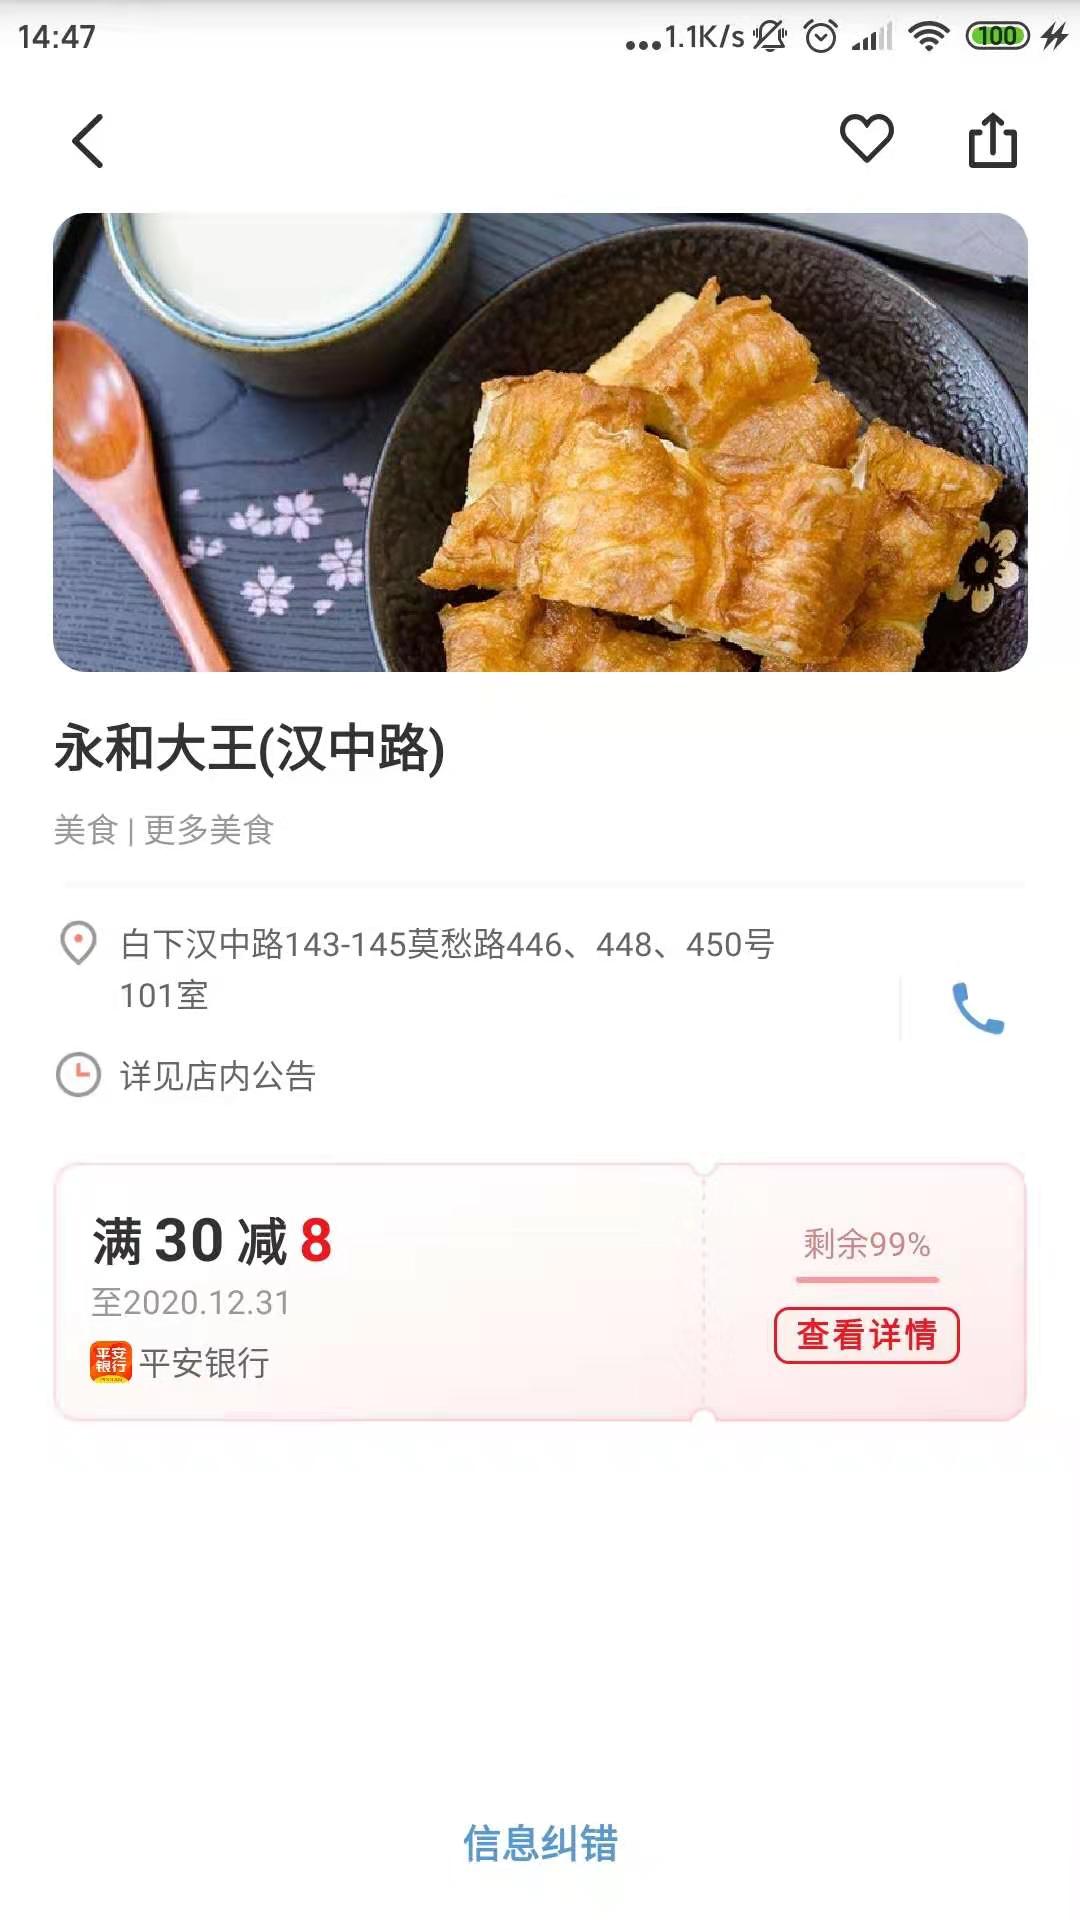 14:47
...1.1K/s
100
永和大王(汉中路)
美食 | 更多美食
白下汉中路143-145莫愁路446、448、450号
101室
详见店内公告
满 30 减 8
剩余99%
至2020.12.31
查看详情
平安
银行
平安银行
信息纠错